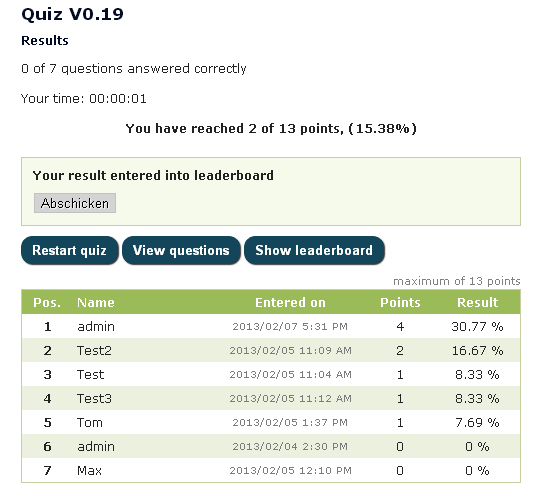 Quiz V0.19
Results
0 of 7 questions answered correctly
Your time: 00:00:01
You have reached 2 of 13 points, (15.38%)
Your result entered into leaderboard
Abschicken
Restart quiz View questions Show leaderboard
maximum of 13 points
Pos. Name Entered on Points Result
1 admin 2013/02/07 5:31 PM 4 30.77 %
2 Test2 2013/02/05 11:09 AM 2 16.67 %
3 Test 2013/02/05 11:04 AM 1 8.33 %
4 Test3 2013/02/05 11:12 AM 1 8.33 %
5 Tom 2013/02/05 1:37 PM 1 7.69 %
6 admin 2013/02/04 2:30 PM 0 0 %
7 Max 2013/02/05 12:10 PM 0 0 %